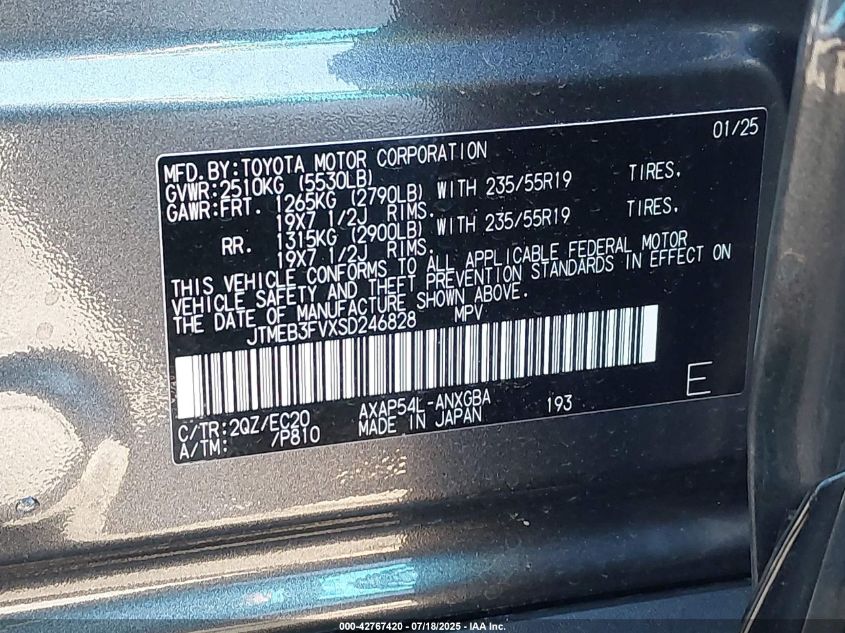 01/25
MFD.BY:TOYOTA MOTOR CORPORATION
GVWR:2510KG (5530LB)
GAWR:FRT. 1265KG (2790LB) WITH 235/55R19 TIRES,
19X7 1/2J RIMS.
RR. 1315KG (2900LB) WITH 235/55R19 TIRES,
19X7 1/2J RIMS.
THIS VEHICLE CONFORMS TO ALL APPLICABLE FEDERAL MOTOR
VEHICLE SAFETY AND THEFT PREVENTION STANDARDS IN EFFECT ON
THE DATE OF MANUFACTURE SHOWN ABOVE.
JTMEB3FVXSD246828 MPV
E
C/TR:2QZ/EC20 AXAP54L-ANXGBA 193
A/TM: /P810 MADE IN JAPAN
000-42767420 - 07/18/2025 - IAA Inc.